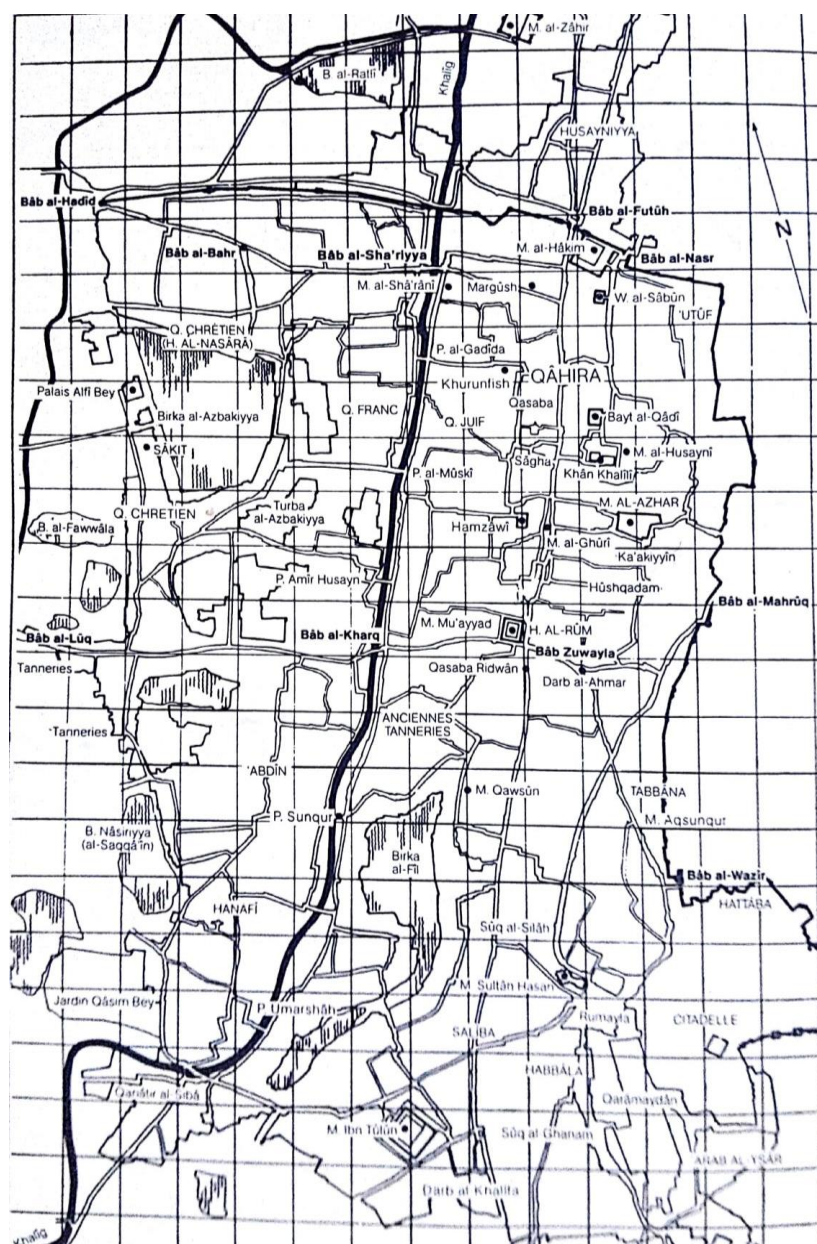 M. al-Zâhir
B. al-Ratlî
Khalîg
HUSAYNIYYA
Bâb al-Hadîd
Bâb al-Futûh
M. al-Hâkim
Bâb al-Bahr
Bâb al-Sha'riyya
Bâb al-Nasr
N
M. al-Shâ'rânî
Margûsh
W. al-Sâbûn
'UTÛF
Q. CHRÉTIEN
(H. AL-NASÂRÂ)
P. al-Gadîda
Khurunfish
QÂHIRA
Palais Alfî Bey
Birka al-Azbakiyya
Q. FRANC
Qasaba
Q. JUIF
Bayt al-Qâdî
SÂKIT
M. al-Husaynî
Sâgha
Khân Khalîlî
P. al-Mûskî
Q. CHRETIEN
Turba
al-Azbakiyya
M. AL-AZHAR
B. al-Fawwâla
Hamzâwî
M. al-Ghûrî
Ka'akiyyîn
P. Amîr Husayn
Hûshqadam
Bâb al-Mahrûq
M. Mu'ayyad
Bâb al-Lûq
Bâb al-Kharq
H. AL-RÛM
Bâb Zuwayla
Tanneries
Qasaba Ridwân
Darb al-Ahmar
ANCIENNES
TANNERIES
Tanneries
'ABDÎN
M. Qawsûn
TABBÂNA
P. Sunqur
M. Aqsunqur
B. Nâsiriyya
(al-Saqqâ'în)
Birka
al-Fîl
Bâb al-Wazîr
HATTÂBA
HANAFÎ
Sûq al-Silâh
M. Sultân Hasan
Jardin Qâsim Bey
P. Umarshâh
Rumayla
CITADELLE
SALÎBA
HABBÂLA
Qanâtir al-Sibâ'
Qarâmaydân
M. Ibn Tûlûn
Sûq al Ghanam
ARAB AL-YSÂR
Darb al Khalîfa
Khalîg